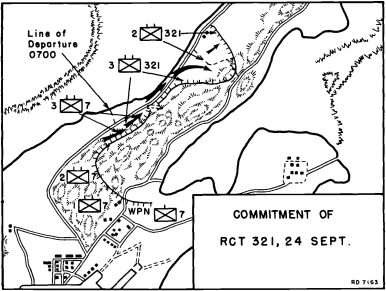 2 321
Line of
Departure
0700
3 321
3 7
2 7
1 7
WPN 7
COMMITMENT OF
RCT 321, 24 SEPT.
RD 7163